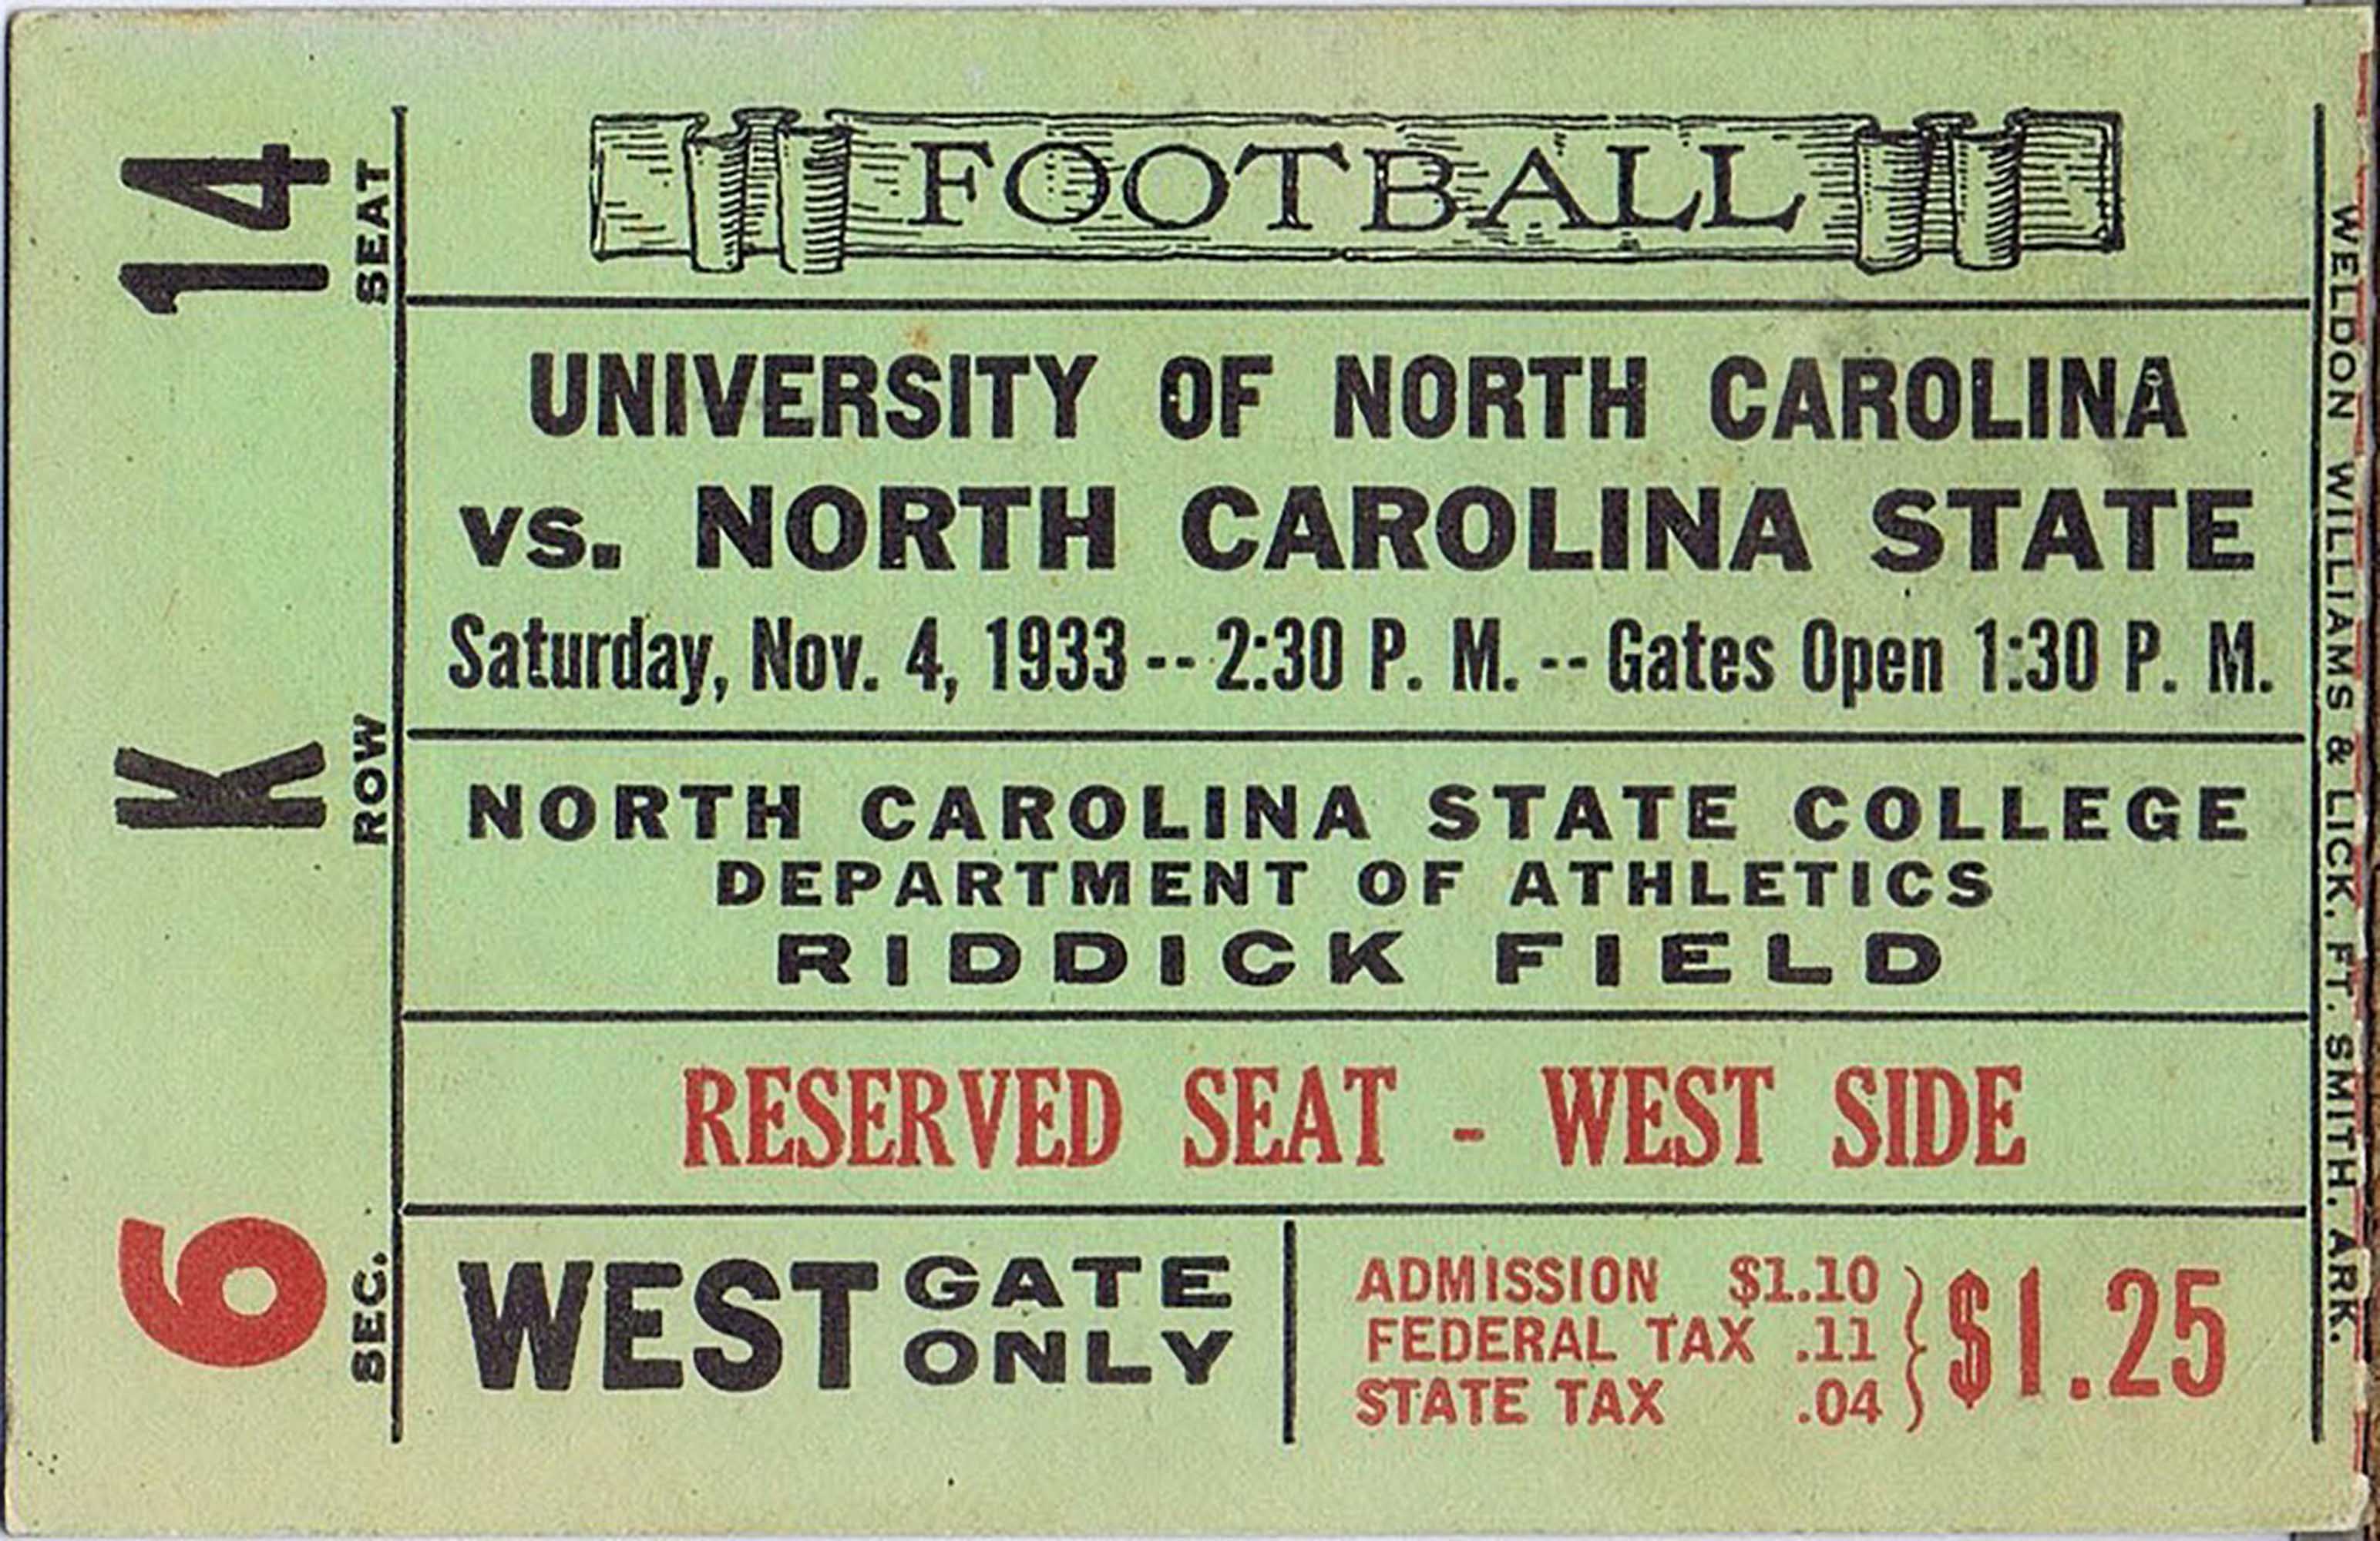 14
SEAT
K
ROW
6
SEC.
FOOTBALL
UNIVERSITY OF NORTH CAROLINA
vs. NORTH CAROLINA STATE
Saturday, Nov. 4, 1933 -- 2:30 P. M. -- Gates Open 1:30 P. M.
NORTH CAROLINA STATE COLLEGE
DEPARTMENT OF ATHLETICS
RIDDICK FIELD
RESERVED SEAT - WEST SIDE
WEST GATE
ONLY
ADMISSION $1.10
FEDERAL TAX .11
STATE TAX .04
$1.25
WELDON WILLIAMS & LICK, FT. SMITH, ARK.